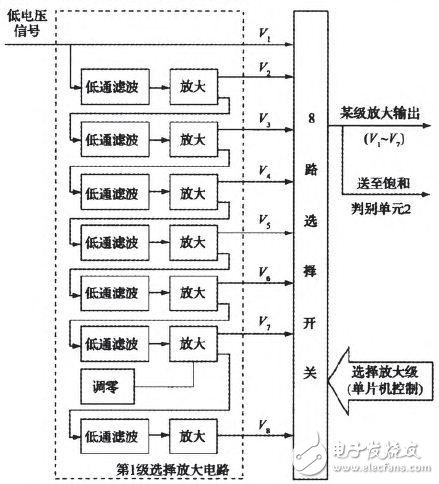 低电压
信号
V1
低通滤波
放大
V2
低通滤波
放大
V3
低通滤波
放大
V4
低通滤波
放大
V5
低通滤波
放大
V6
低通滤波
放大
V7
调零
低通滤波
放大
V8
第1级选择放大电路
8
路
选
择
开
关
某级放大输出
(V1~V7)
送至饱和
判别单元2
选择放大级
(单片机控制)
电子发烧友
www.elecfans.com